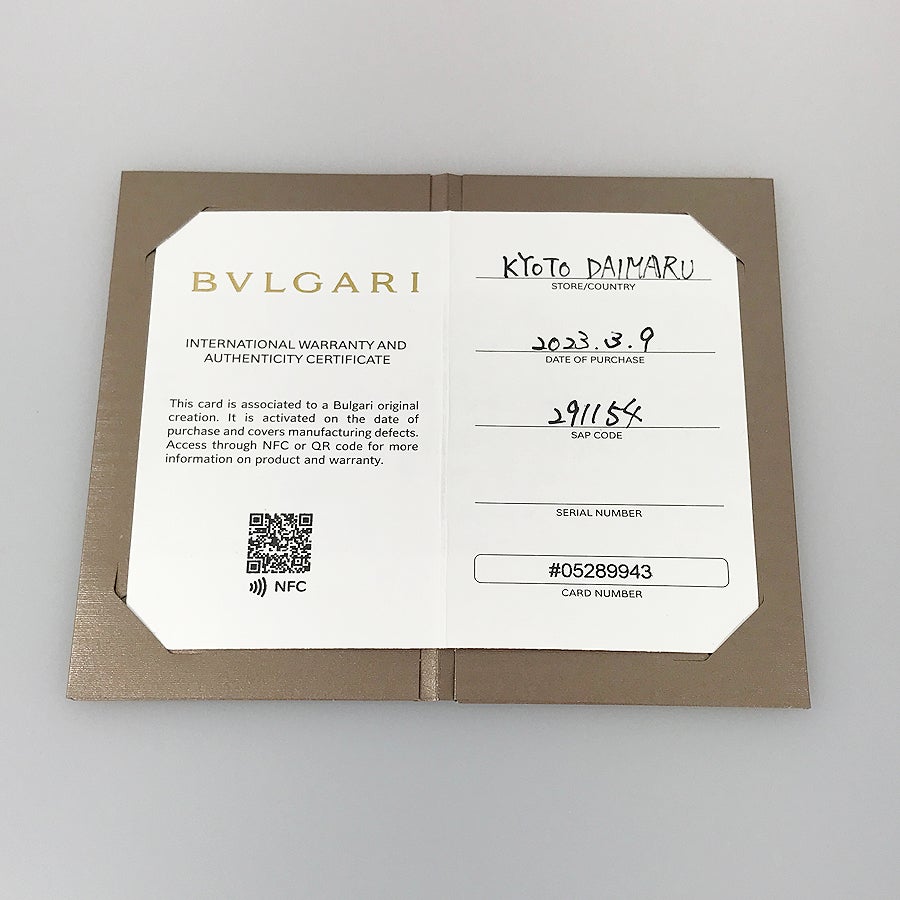 BVLGARI
INTERNATIONAL WARRANTY AND
AUTHENTICITY CERTIFICATE
This card is associated to a Bulgari original
creation. It is activated on the date of
purchase and covers manufacturing defects.
Access through NFC or QR code for more
information on product and warranty.
NFC
KYOTO DAIMARU
STORE/COUNTRY
2023.3.9
DATE OF PURCHASE
291154
SAP CODE
SERIAL NUMBER
#05289943
CARD NUMBER